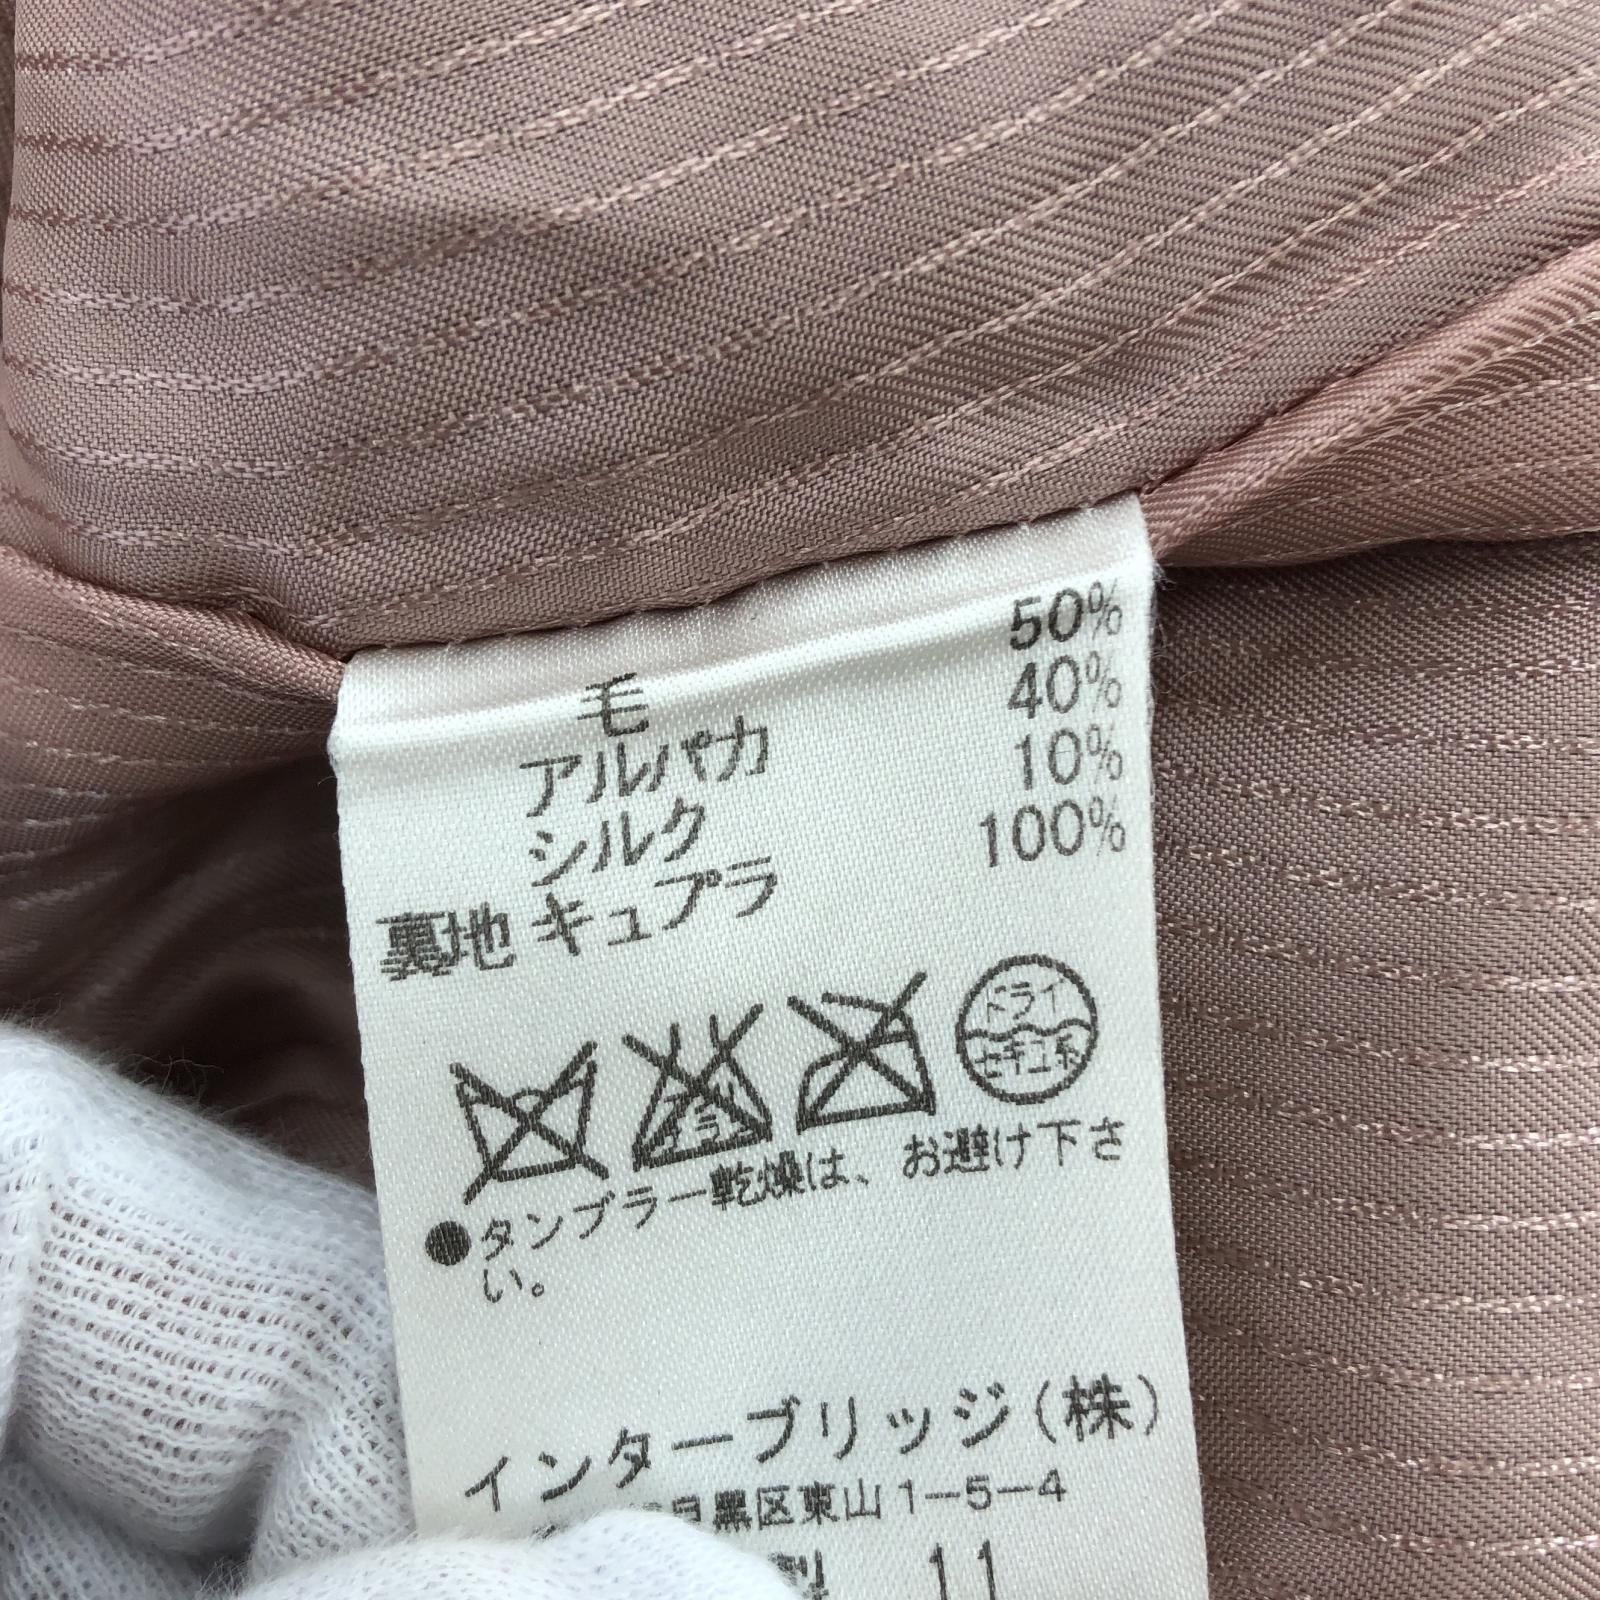 毛 50%
アルパカ 40%
シルク 10%
裏地 キュプラ 100%
ドライ
セキユ系
●タンブラー乾燥は、お避け下さ
い。
インターブリッジ(株)
目黒区東山1-5-4
製 11